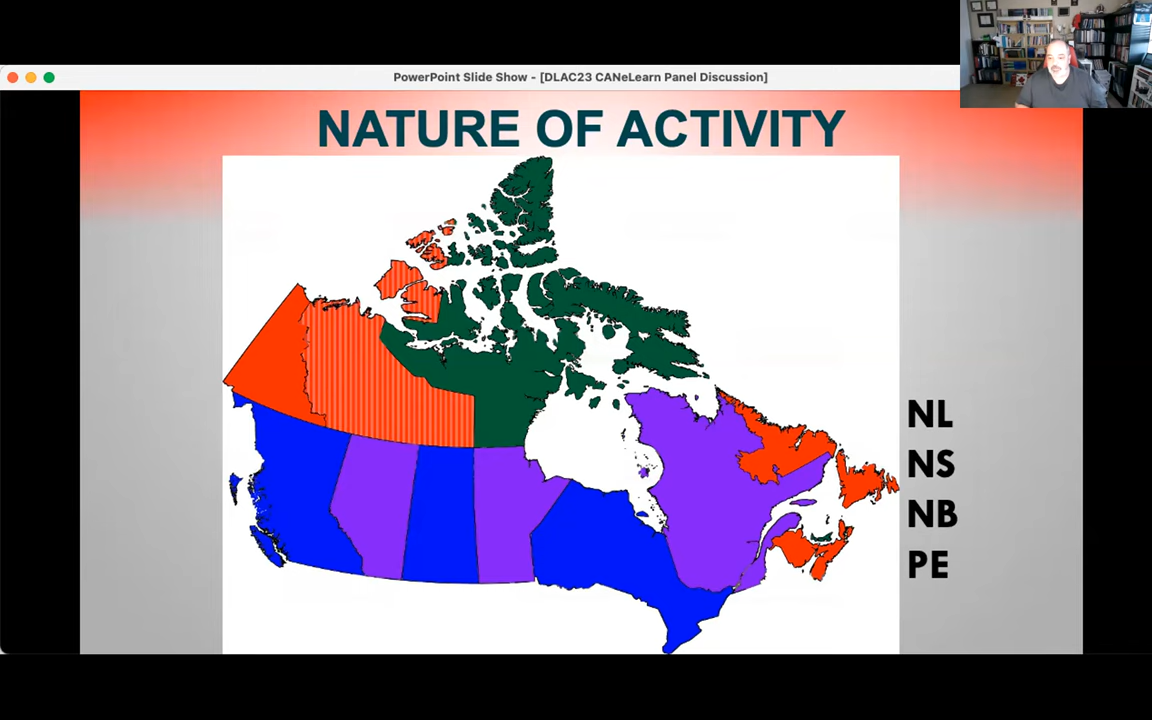 PowerPoint Slide Show - [DLAC23 CANeLearn Panel Discussion]
NATURE OF ACTIVITY
NL
NS
NB
PE